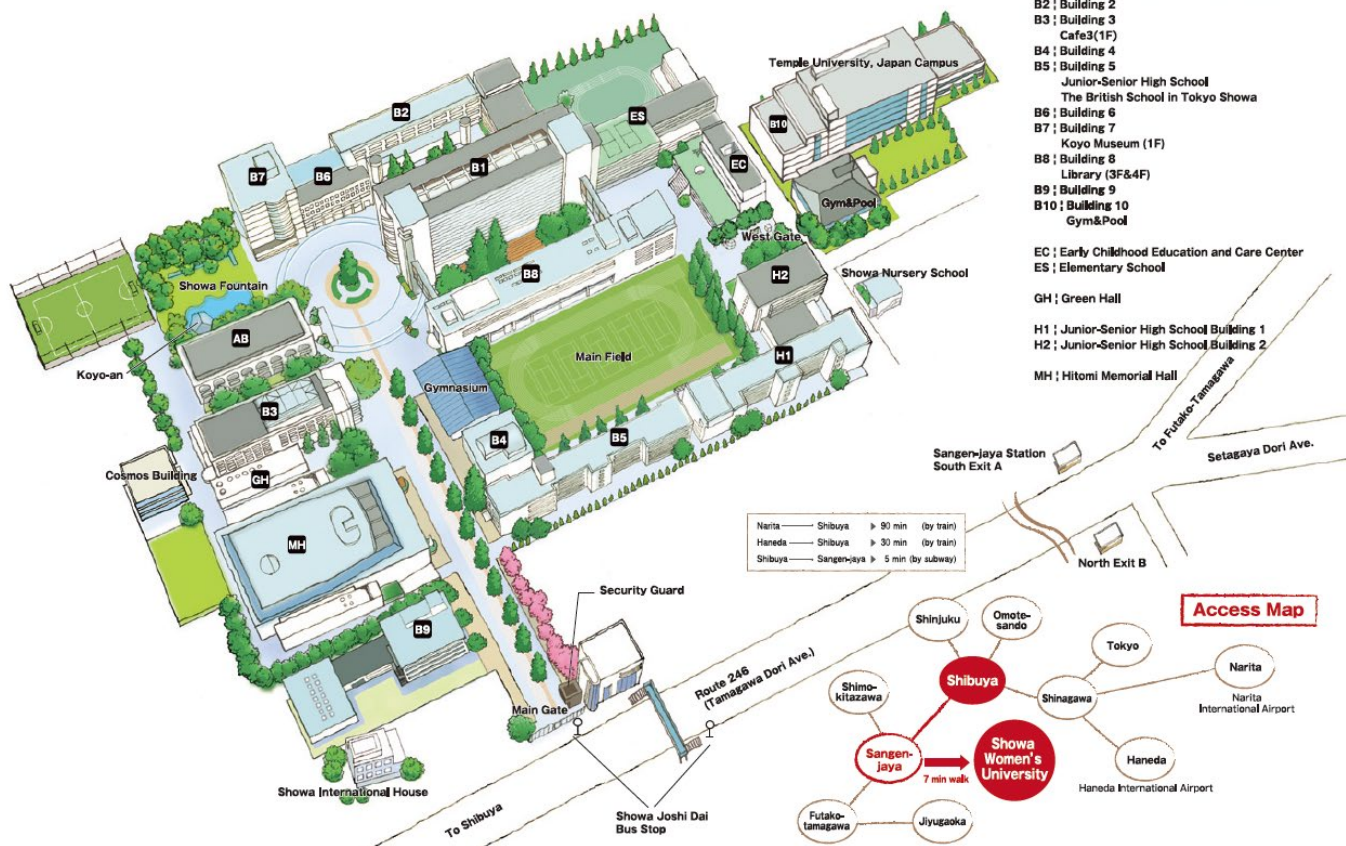 B2 ¦ Building 2
B3 ¦ Building 3
Cafe3(1F)
B4 ¦ Building 4
B5 ¦ Building 5
Junior-Senior High School
The British School in Tokyo Showa
B6 ¦ Building 6
B7 ¦ Building 7
Koyo Museum (1F)
B8 ¦ Building 8
Library (3F&4F)
B9 ¦ Building 9
B10 ¦ Building 10
Gym&Pool
EC ¦ Early Childhood Education and Care Center
ES ¦ Elementary School
GH ¦ Green Hall
H1 ¦ Junior-Senior High School Building 1
H2 ¦ Junior-Senior High School Building 2
MH ¦ Hitomi Memorial Hall
Temple University, Japan Campus
B2
ES
B10
B7
B6
B1
EC
Gym&Pool
West Gate
B8
H2
Showa Nursery School
Showa Fountain
AB
Koyo-an
Main Field
H1
Gymnasium
B3
B4
B5
Cosmos Building
GH
MH
B9
Security Guard
Main Gate
Showa International House
To Shibuya
Showa Joshi Dai
Bus Stop
Route 246
(Tamagawa Dori Ave.)
Sangen-jaya Station
South Exit A
North Exit B
To Futako-Tamagawa
Setagaya Dori Ave.
Narita Shibuya 90 min (by train)
Haneda Shibuya 30 min (by train)
Shibuya Sangen-jaya 5 min (by subway)
Access Map
Shinjuku
Omote-
sando
Tokyo
Shibuya
Shinagawa
Narita
Narita
International Airport
Shimo-
kitazawa
Sangen-
jaya
7 min walk
Showa
Women's
University
Haneda
Haneda International Airport
Futako-
tamagawa
Jiyugaoka